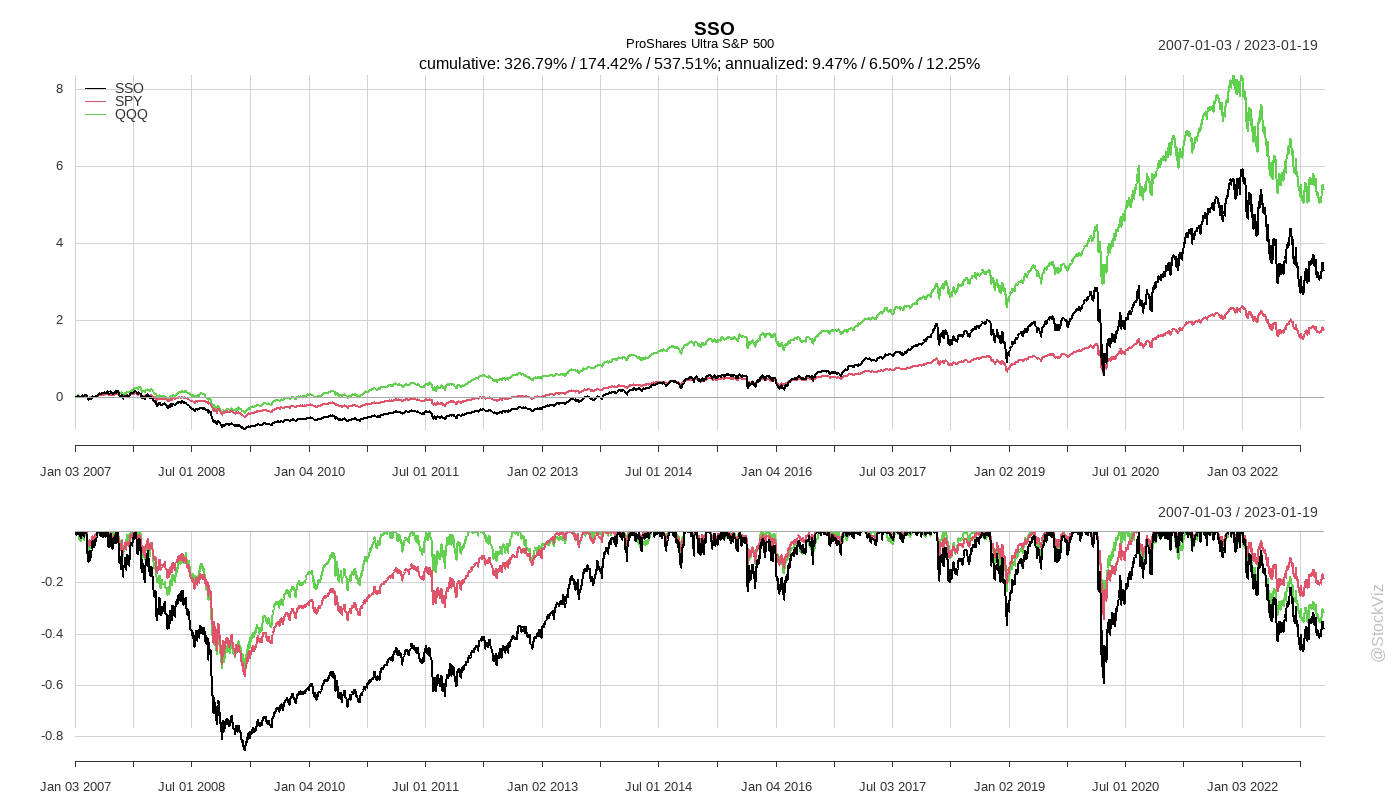 SSO
ProShares Ultra S&P 500
2007-01-03 / 2023-01-19
cumulative: 326.79% / 174.42% / 537.51%; annualized: 9.47% / 6.50% / 12.25%
SSO
SPY
QQQ
8
6
4
2
0
Jan 03 2007 Jul 01 2008 Jan 04 2010 Jul 01 2011 Jan 02 2013 Jul 01 2014 Jan 04 2016 Jul 03 2017 Jan 02 2019 Jul 01 2020 Jan 03 2022
2007-01-03 / 2023-01-19
-0.2
-0.4
-0.6
-0.8
Jan 03 2007 Jul 01 2008 Jan 04 2010 Jul 01 2011 Jan 02 2013 Jul 01 2014 Jan 04 2016 Jul 03 2017 Jan 02 2019 Jul 01 2020 Jan 03 2022
@StockViz